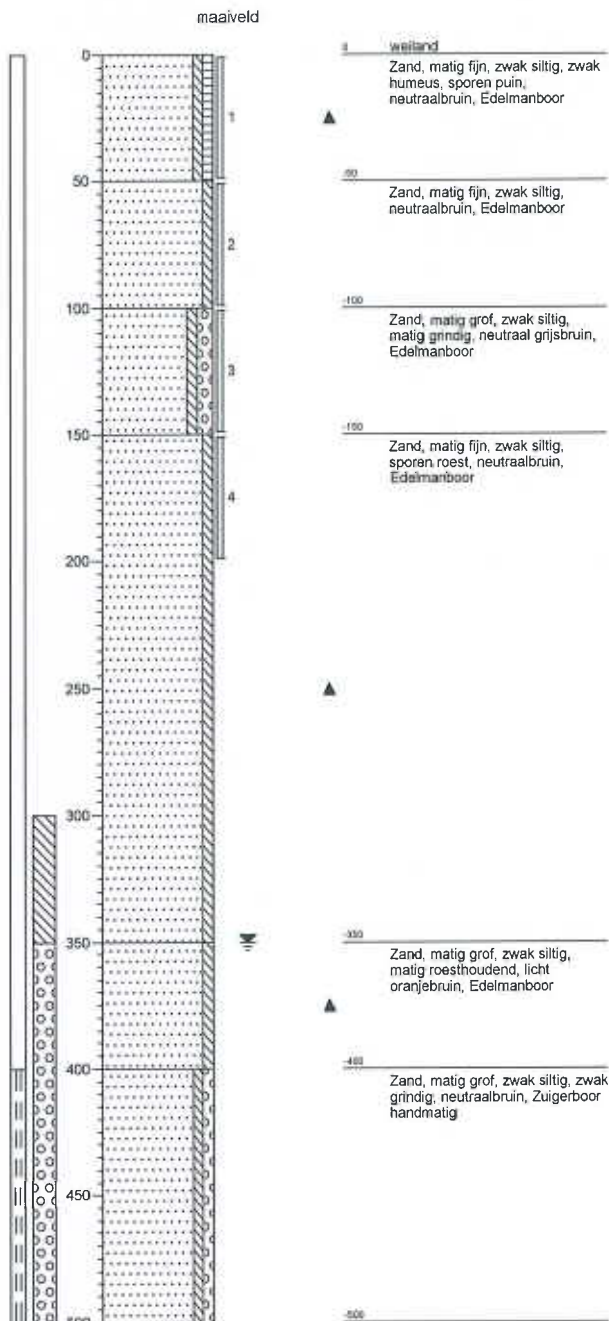 maaiveld
0
weiland
Zand, matig fijn, zwak siltig, zwak
humeus, sporen puin,
neutraalbruin, Edelmanboor
1
50
-50
Zand, matig fijn, zwak siltig,
neutraalbruin, Edelmanboor
2
100
-100
Zand, matig grof, zwak siltig,
matig grindig, neutraal grijsbruin,
Edelmanboor
3
150
-150
Zand, matig fijn, zwak siltig,
sporen roest, neutraalbruin,
Edelmanboor
4
200
250
300
350
-350
Zand, matig grof, zwak siltig,
matig roesthoudend, licht
oranjebruin, Edelmanboor
400
-400
Zand, matig grof, zwak siltig, zwak
grindig, neutraalbruin, Zuigerboor
handmatig
450
-500